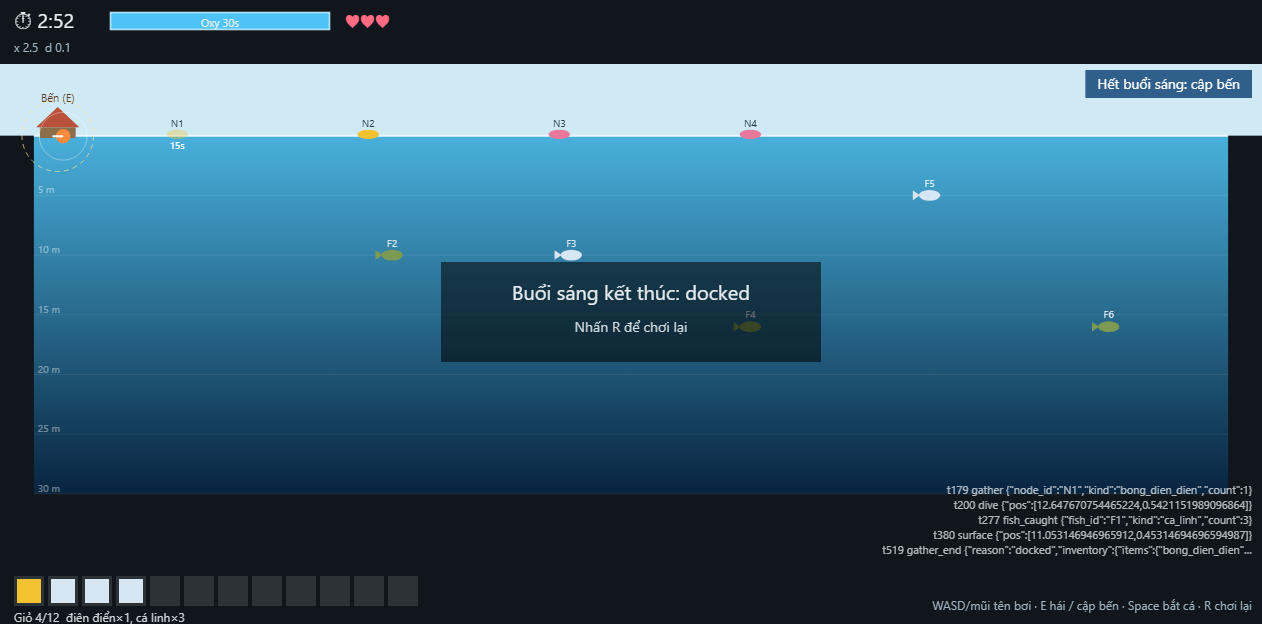 2:52
Oxy 30s
x 2.5 d 0.1
Hết buổi sáng: cập bến
Bến (E)
N1
N2
N3
N4
15s
5 m
F5
10 m
F2
F3
Buổi sáng kết thúc: docked
Nhấn R để chơi lại
15 m
F4
F6
20 m
25 m
30 m
t179 gather {"node_id":"N1","kind":"bong_dien_dien","count":1}
t200 dive {"pos":[12.647670754465224,0.5421151989096864]}
t277 fish_caught {"fish_id":"F1","kind":"ca_linh","count":3}
t380 surface {"pos":[11.053146946965912,0.45314694696594987]}
t519 gather_end {"reason":"docked","inventory":{"items":{"bong_dien_dien"...
Giỏ 4/12 điên điển×1, cá linh×3
WASD/mũi tên bơi · E hái / cập bến · Space bắt cá · R chơi lại